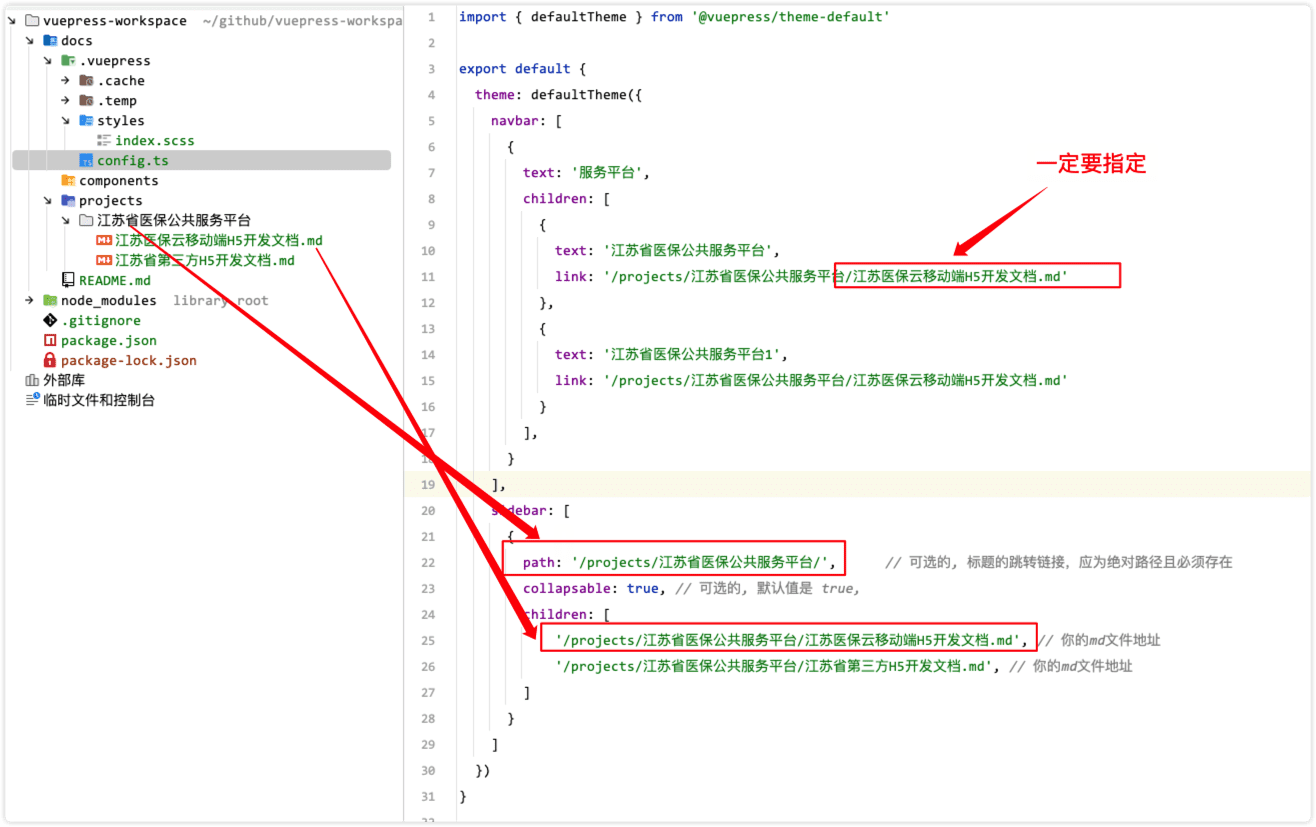 vuepress-workspace ~/github/vuepress-workspa
docs
.vuepress
.cache
.temp
styles
index.scss
config.ts
components
projects
江苏省医保公共服务平台
江苏医保云移动端H5开发文档.md
江苏省第三方H5开发文档.md
README.md
node_modules library root
.gitignore
package.json
package-lock.json
外部库
临时文件和控制台
1 import { defaultTheme } from '@vuepress/theme-default'
2
3 export default {
4 theme: defaultTheme({
5 navbar: [
6 {
7 text: '服务平台',
8 children: [
9 {
10 text: '江苏省医保公共服务平台',
11 link: '/projects/江苏省医保公共服务平台/江苏医保云移动端H5开发文档.md'
12 },
13 {
14 text: '江苏省医保公共服务平台1',
15 link: '/projects/江苏省医保公共服务平台/江苏医保云移动端H5开发文档.md'
16 }
17 ],
18 }
19 ],
20 sidebar: [
21 {
22 path: '/projects/江苏省医保公共服务平台/', // 可选的, 标题的跳转链接，应为绝对路径且必须存在
23 collapsable: true, // 可选的, 默认值是 true,
24 children: [
25 '/projects/江苏省医保公共服务平台/江苏医保云移动端H5开发文档.md', // 你的md文件地址
26 '/projects/江苏省医保公共服务平台/江苏省第三方H5开发文档.md', // 你的md文件地址
27 ]
28 }
29 ]
30 })
31 }
一定要指定